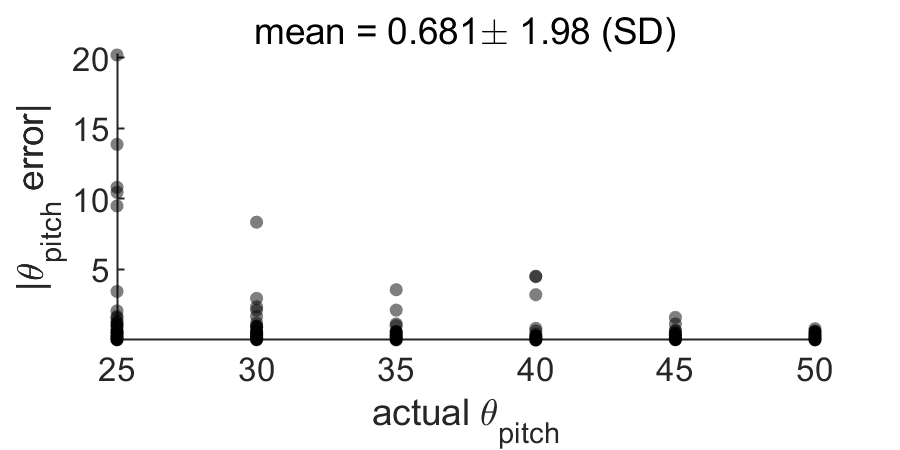 mean = 0.681± 1.98 (SD)
|θpitch error|
20
15
10
5
25 30 35 40 45 50
actual θpitch